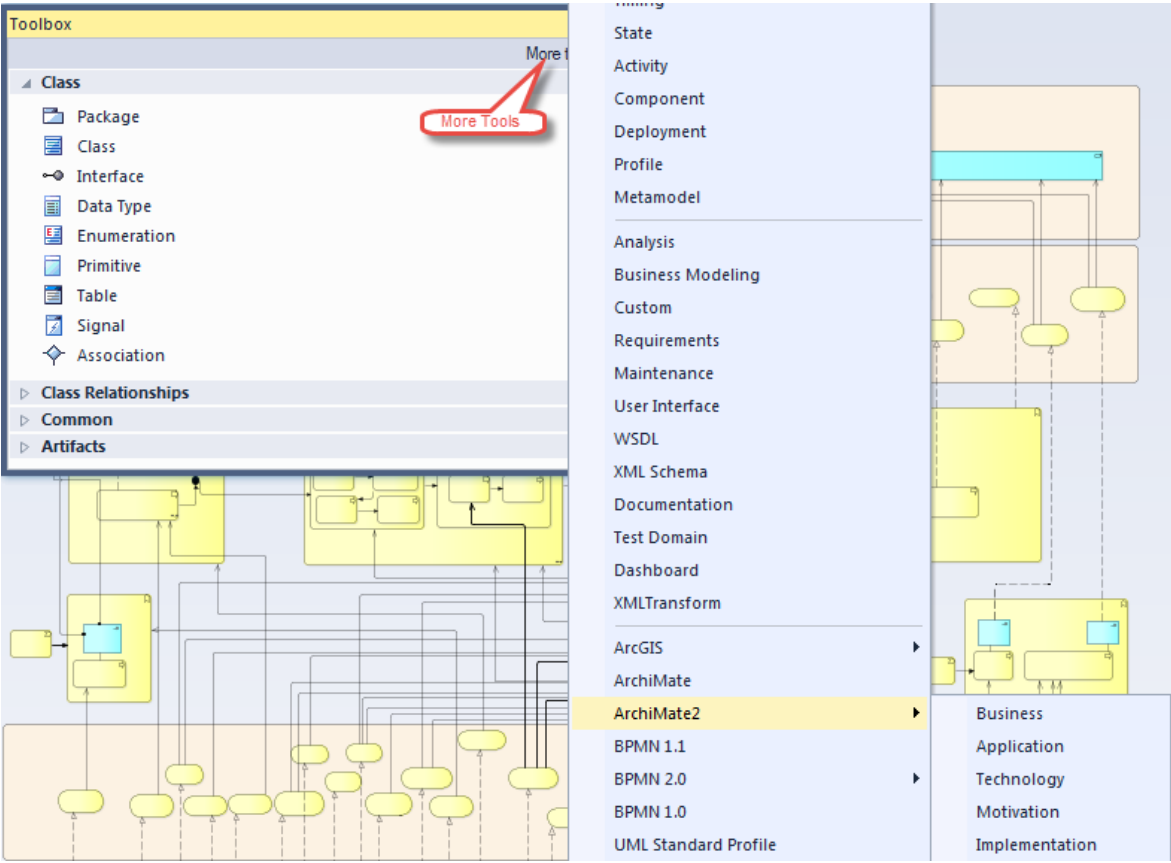 Toolbox
More t
More Tools
Class
Package
Class
Interface
Data Type
Enumeration
Primitive
Table
Signal
Association
Class Relationships
Common
Artifacts
State
Activity
Component
Deployment
Profile
Metamodel
Analysis
Business Modeling
Custom
Requirements
Maintenance
User Interface
WSDL
XML Schema
Documentation
Test Domain
Dashboard
XMLTransform
ArcGIS
ArchiMate
ArchiMate2
BPMN 1.1
BPMN 2.0
BPMN 1.0
UML Standard Profile
Business
Application
Technology
Motivation
Implementation